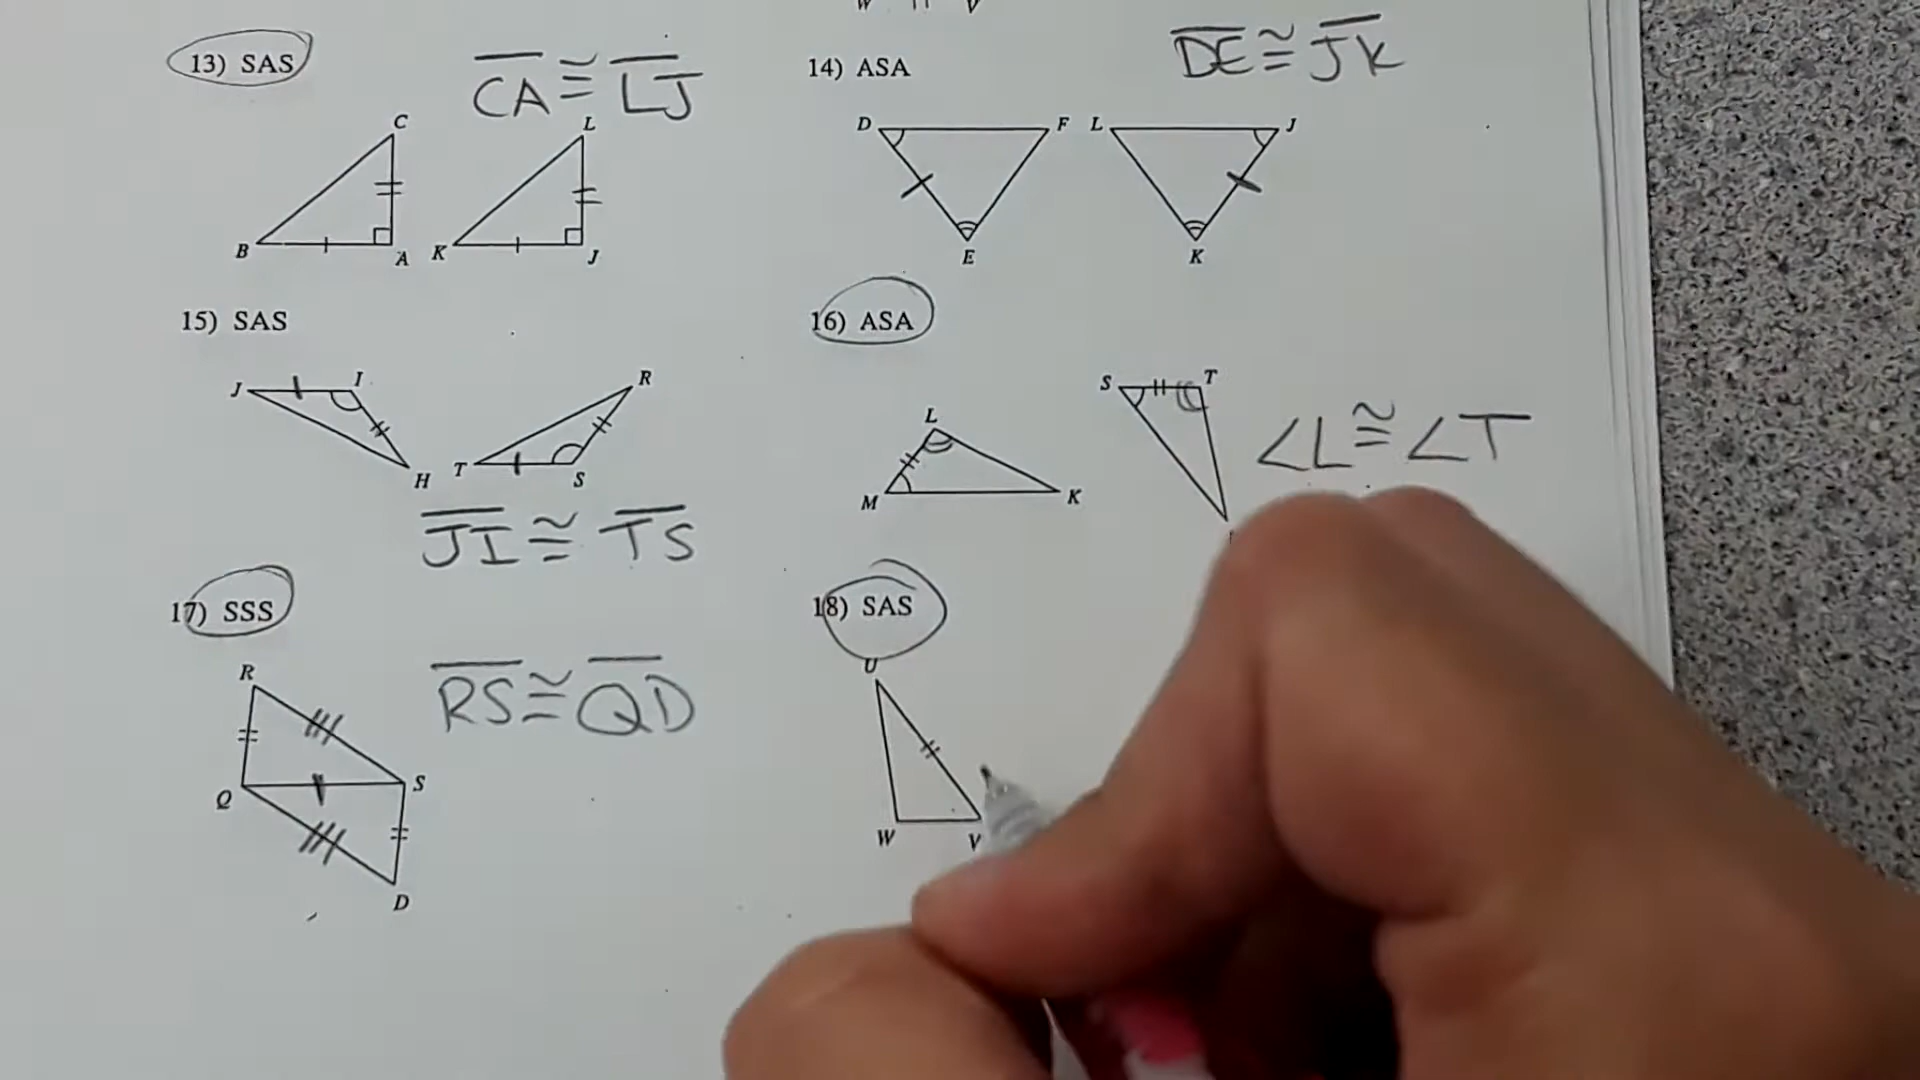 W V
13) SAS
CA ≅ LJ
14) ASA
DE ≅ JK
C L
B A K J
D F L J
E K
15) SAS
16) ASA
J I R
T H S
JI ≅ TS
S T
L
M K
∠L ≅ ∠T
17) SSS
18) SAS
R
Q S
D
RS ≅ QD
U
W V